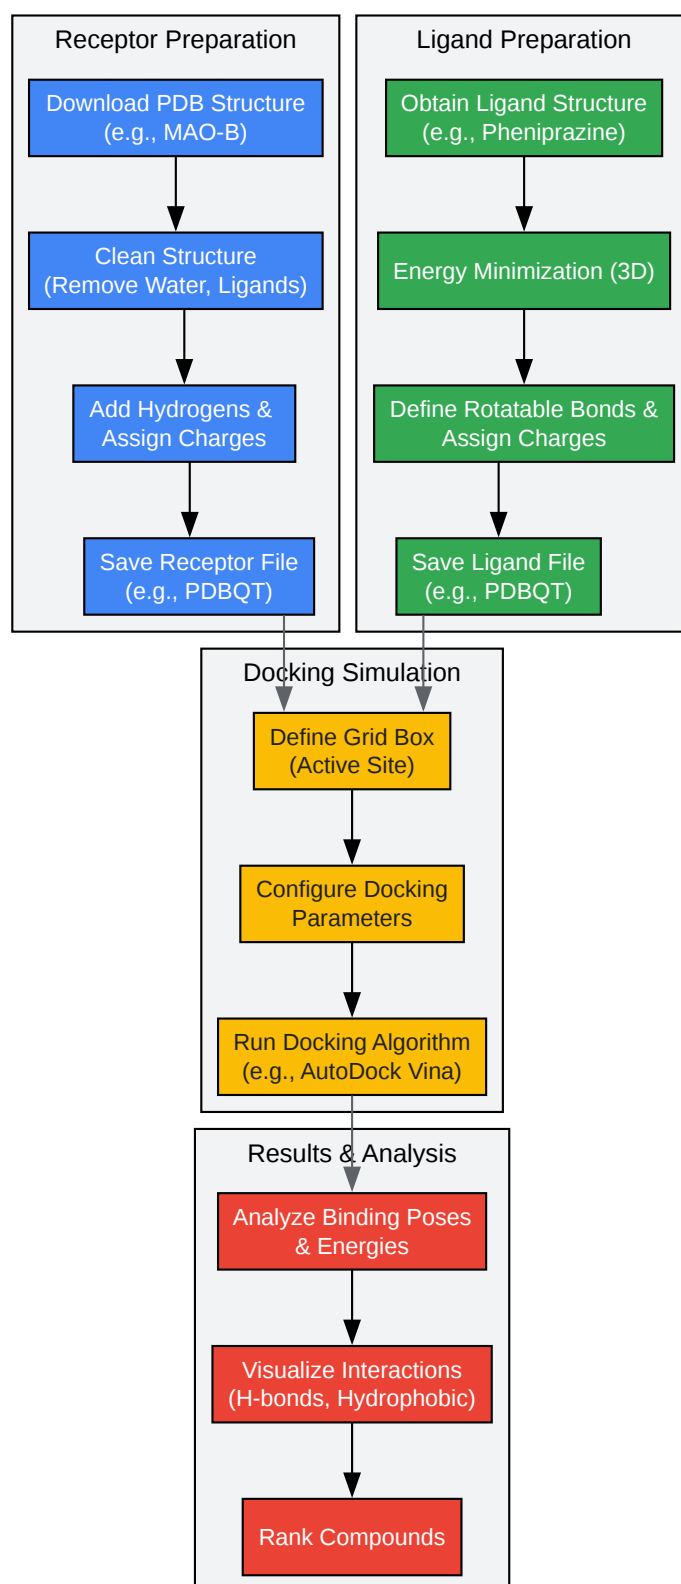 Receptor Preparation
Download PDB Structure
(e.g., MAO-B)
Clean Structure
(Remove Water, Ligands)
Add Hydrogens &
Assign Charges
Save Receptor File
(e.g., PDBQT)
Ligand Preparation
Obtain Ligand Structure
(e.g., Pheniprazine)
Energy Minimization (3D)
Define Rotatable Bonds &
Assign Charges
Save Ligand File
(e.g., PDBQT)
Docking Simulation
Define Grid Box
(Active Site)
Configure Docking
Parameters
Run Docking Algorithm
(e.g., AutoDock Vina)
Results & Analysis
Analyze Binding Poses
& Energies
Visualize Interactions
(H-bonds, Hydrophobic)
Rank Compounds